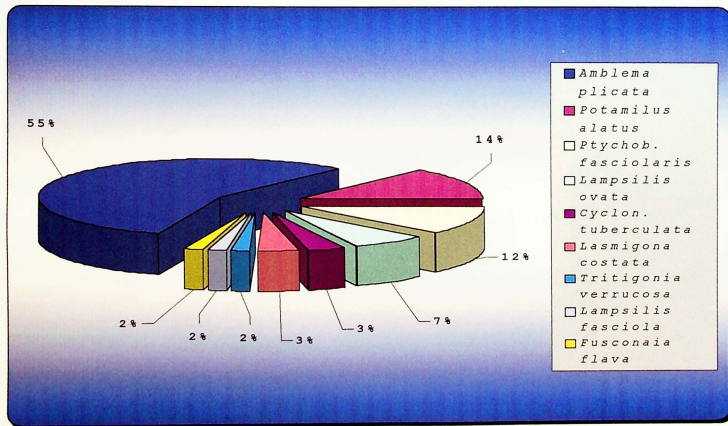 55%
14%
12%
7%
3%
3%
2%
2%
2%
Amblema
plicata
Potamilus
alatus
Ptychob.
fasciolaris
Lampsilis
ovata
Cyclon.
tuberculata
Lasmigona
costata
Tritigonia
verrucosa
Lampsilis
fasciola
Fusconaia
flava